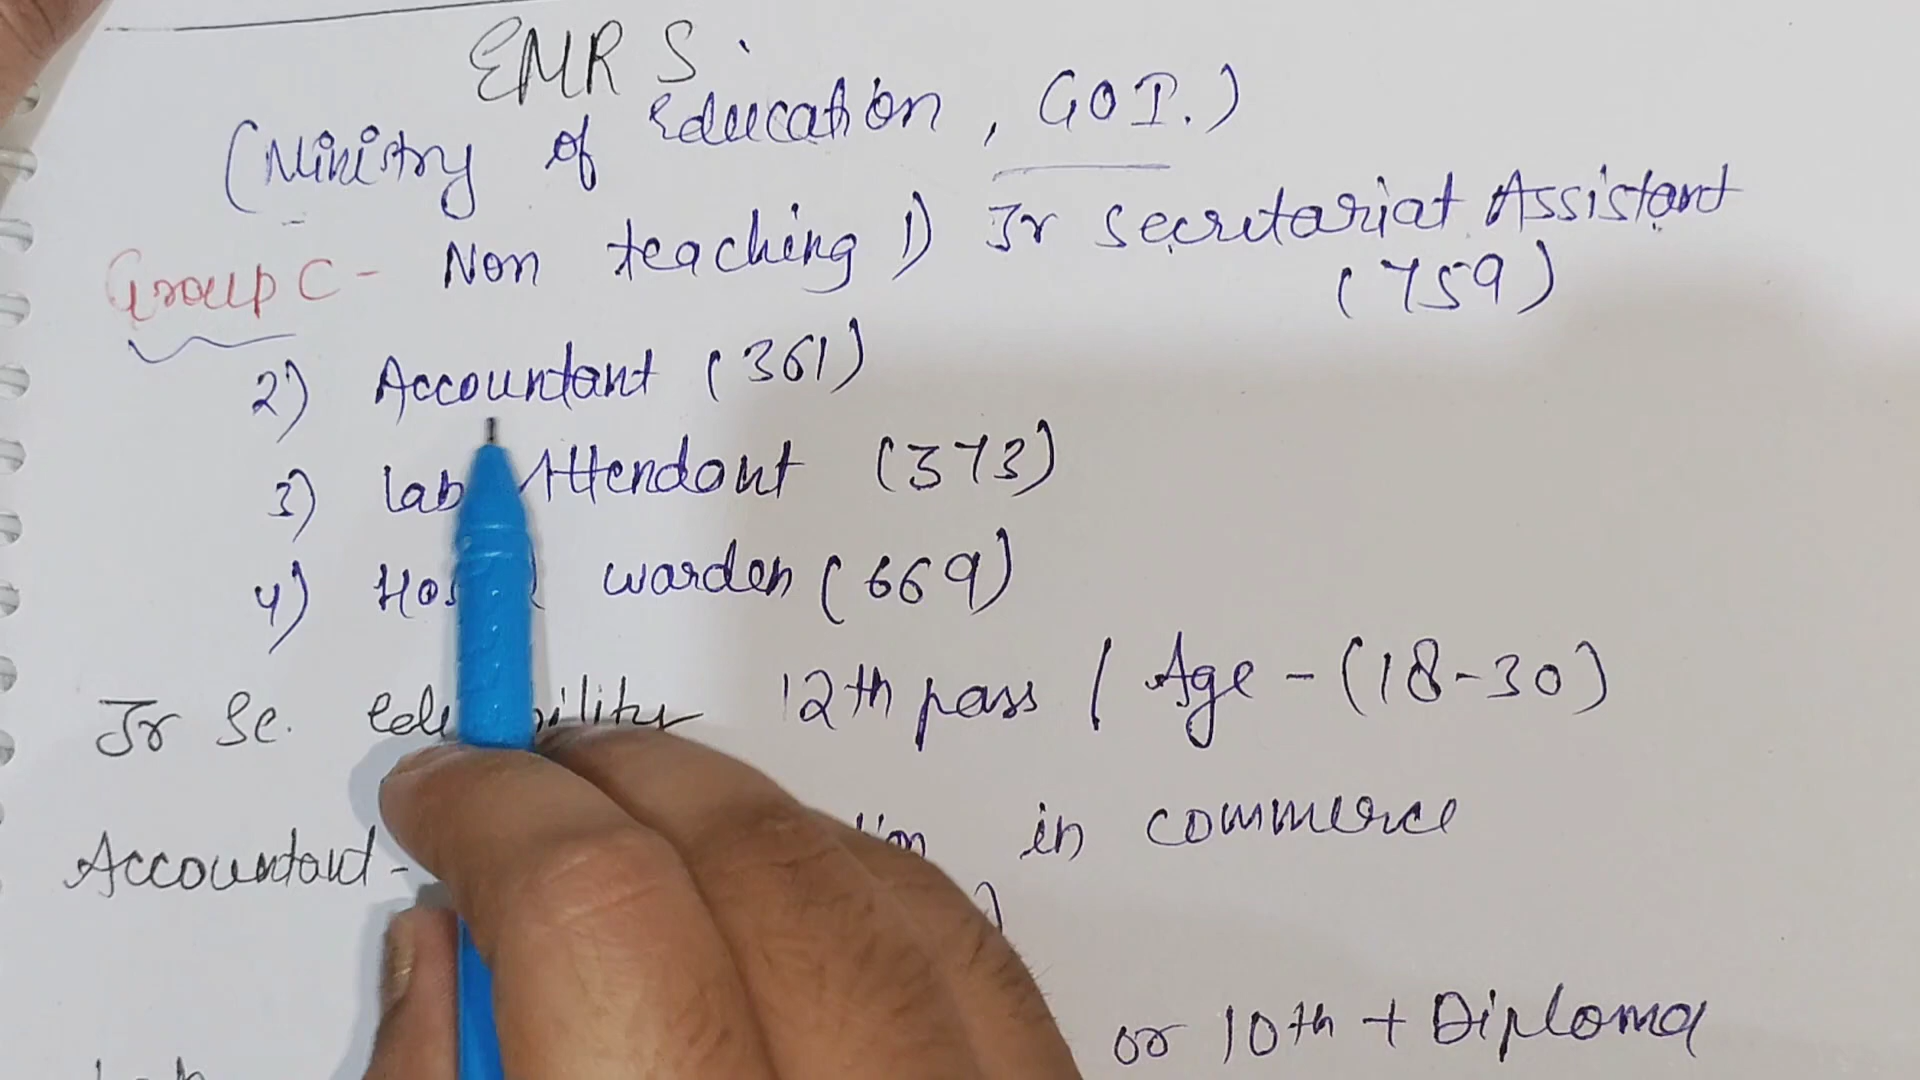 EMRS.
(Ministry of Education, GOI.)
Group C - Non teaching 1) Jr Secretariat Assistant
(759)
2) Accountant (361)
3) Lab Attendant (373)
4) warden (669)
Jr Se. 12th pass / Age - (18-30)
Accountant - in commerce
)
or 10th + Diploma